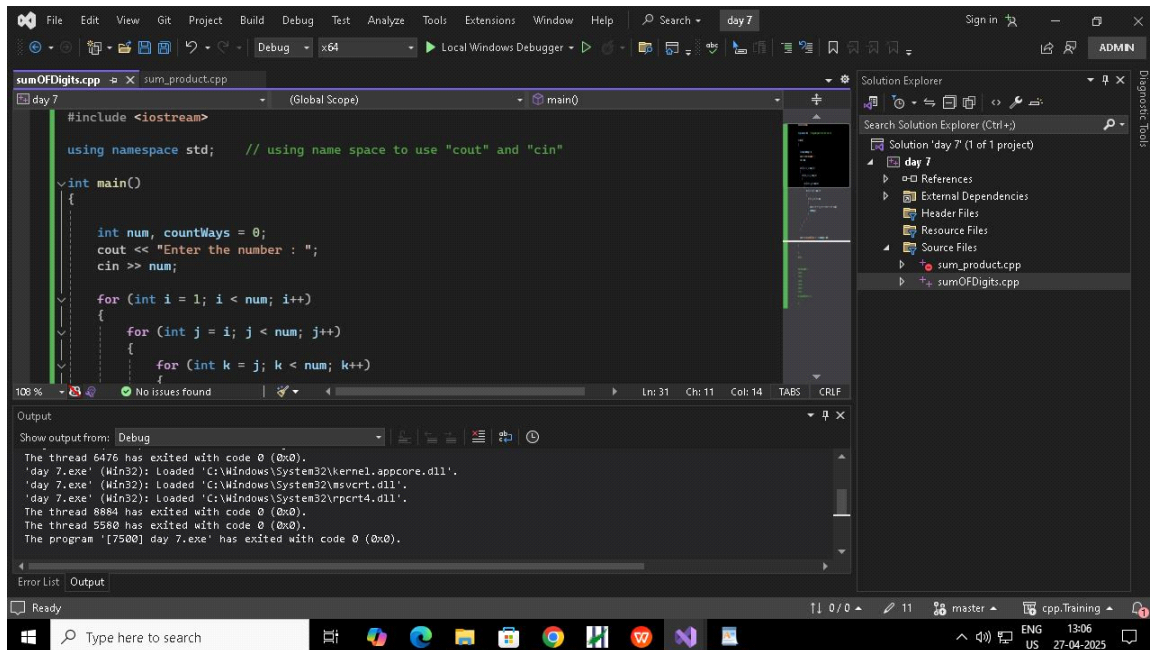 File Edit View Git Project Build Debug Test Analyze Tools Extensions Window Help Search day 7 Sign in
Debug x64 Local Windows Debugger ADMIN
sumOFDigits.cpp sum_product.cpp
day 7 (Global Scope) main()
#include <iostream>
using namespace std; // using name space to use "cout" and "cin"
int main()
{
int num, countWays = 0;
cout << "Enter the number : ";
cin >> num;
for (int i = 1; i < num; i++)
{
for (int j = i; j < num; j++)
{
for (int k = j; k < num; k++)
{
108 % No issues found Ln: 31 Ch: 11 Col: 14 TABS CRLF
Output
Show output from: Debug
The thread 6476 has exited with code 0 (0x0).
'day 7.exe' (Win32): Loaded 'C:\Windows\System32\kernel.appcore.dll'.
'day 7.exe' (Win32): Loaded 'C:\Windows\System32\msvcrt.dll'.
'day 7.exe' (Win32): Loaded 'C:\Windows\System32\rpcrt4.dll'.
The thread 8884 has exited with code 0 (0x0).
The thread 5580 has exited with code 0 (0x0).
The program '[7500] day 7.exe' has exited with code 0 (0x0).
Error List Output
Solution Explorer
Search Solution Explorer (Ctrl+;)
Solution 'day 7' (1 of 1 project)
day 7
References
External Dependencies
Header Files
Resource Files
Source Files
sum_product.cpp
sumOFDigits.cpp
Diagnostic Tools
Ready 0 / 0 11 master cpp.Training 1
Type here to search ENG 13:06
US 27-04-2025